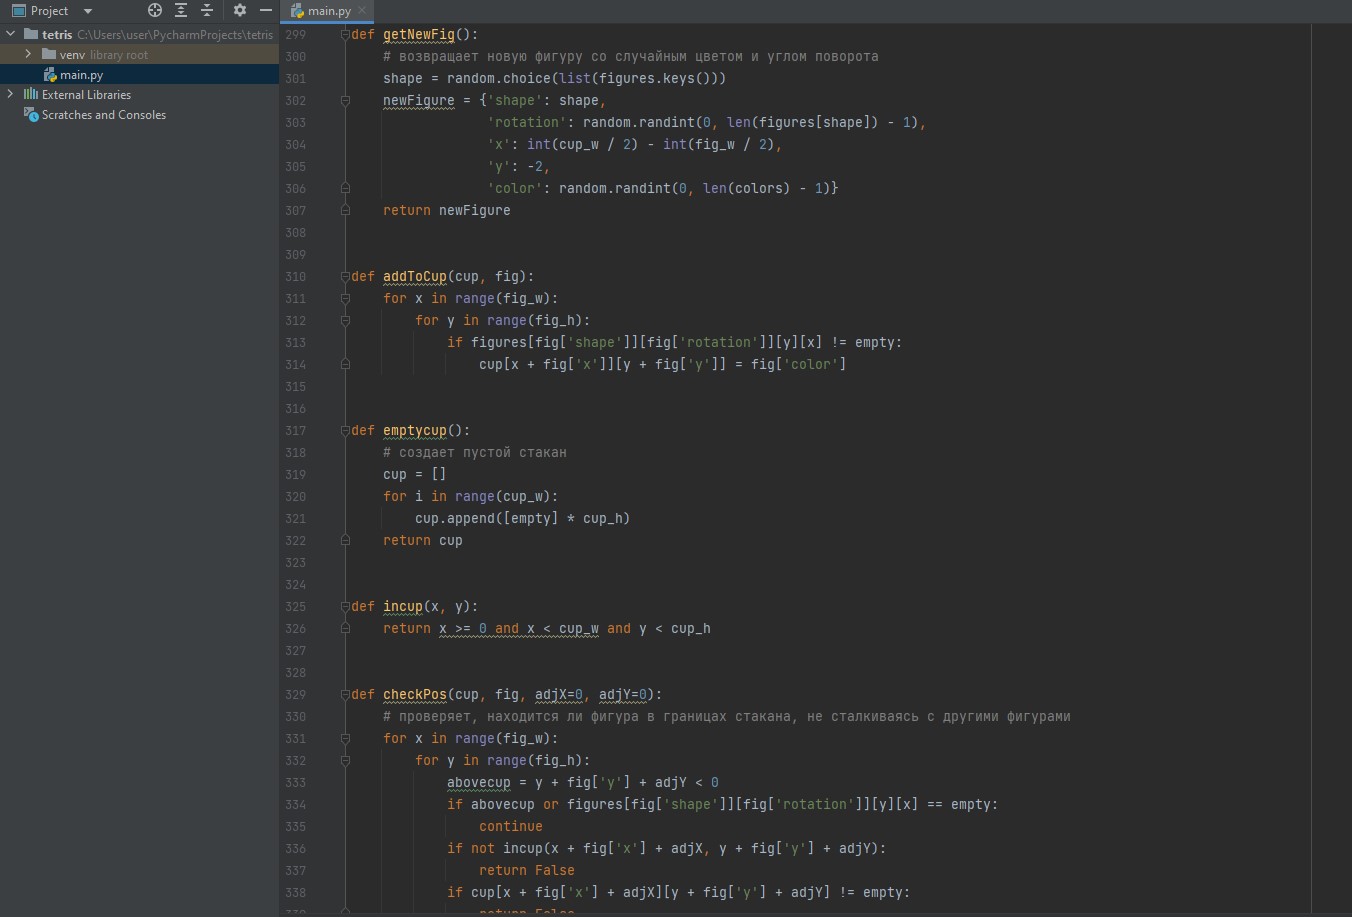 Project
main.py
tetris C:\Users\user\PycharmProjects\tetris
venv library root
main.py
External Libraries
Scratches and Consoles
299 def getNewFig():
300     # возвращает новую фигуру со случайным цветом и углом поворота
301     shape = random.choice(list(figures.keys()))
302     newFigure = {'shape': shape,
303                  'rotation': random.randint(0, len(figures[shape]) - 1),
304                  'x': int(cup_w / 2) - int(fig_w / 2),
305                  'y': -2,
306                  'color': random.randint(0, len(colors) - 1)}
307     return newFigure
308
309
310 def addToCup(cup, fig):
311     for x in range(fig_w):
312         for y in range(fig_h):
313             if figures[fig['shape']][fig['rotation']][y][x] != empty:
314                 cup[x + fig['x']][y + fig['y']] = fig['color']
315
316
317 def emptycup():
318     # создает пустой стакан
319     cup = []
320     for i in range(cup_w):
321         cup.append([empty] * cup_h)
322     return cup
323
324
325 def incup(x, y):
326     return x >= 0 and x < cup_w and y < cup_h
327
328
329 def checkPos(cup, fig, adjX=0, adjY=0):
330     # проверяет, находится ли фигура в границах стакана, не сталкиваясь с другими фигурами
331     for x in range(fig_w):
332         for y in range(fig_h):
333             abovecup = y + fig['y'] + adjY < 0
334             if abovecup or figures[fig['shape']][fig['rotation']][y][x] == empty:
335                 continue
336             if not incup(x + fig['x'] + adjX, y + fig['y'] + adjY):
337                 return False
338             if cup[x + fig['x'] + adjX][y + fig['y'] + adjY] != empty:
339                 return False